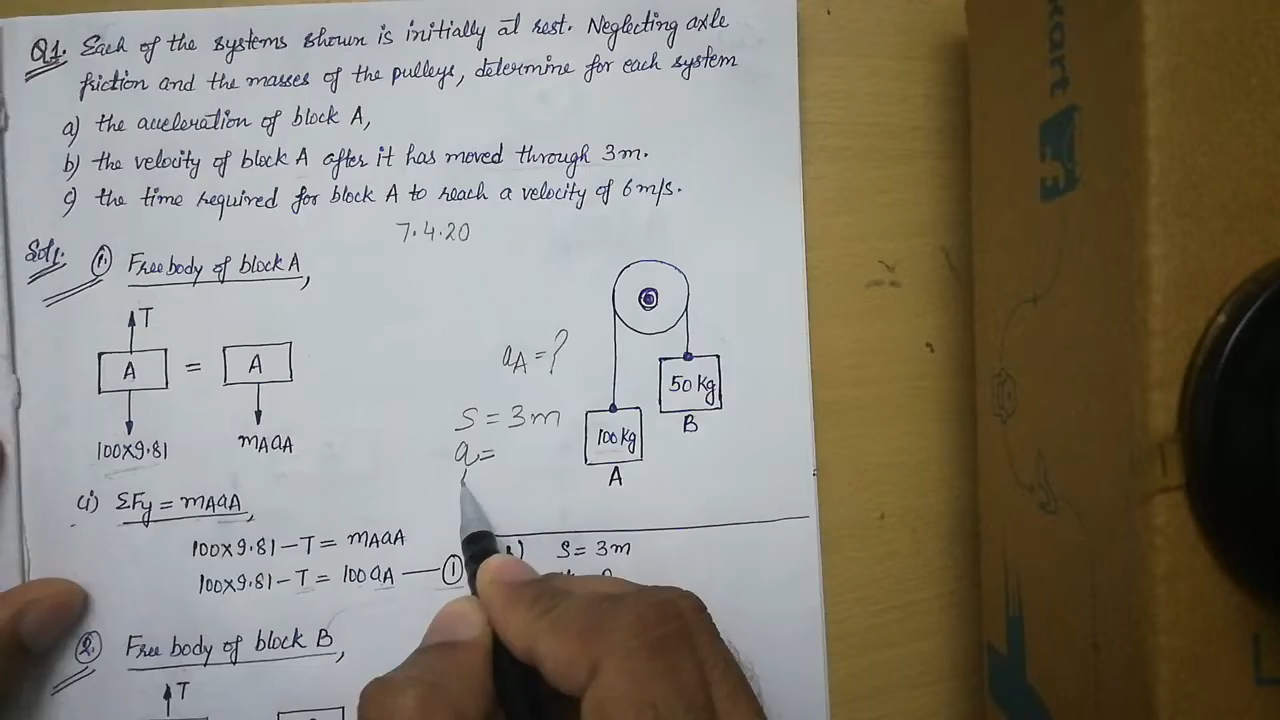 Q1. Each of the systems shown is initially at rest. Neglecting axle
friction and the masses of the pulleys, determine for each system
a) the acceleration of block A,
b) the velocity of block A after it has moved through 3m.
c) the time required for block A to reach a velocity of 6m/s.
7.4.20
Sol.
1. Free body of block A,
T
A = A
100×9.81
mAaA
aA = ?
S = 3m
a =
50 Kg
B
100 Kg
A
(i) ΣFy = mAaA,
100×9.81 – T = mAaA
100×9.81 – T = 100aA — 1
S = 3m
2. Free body of block B,
T